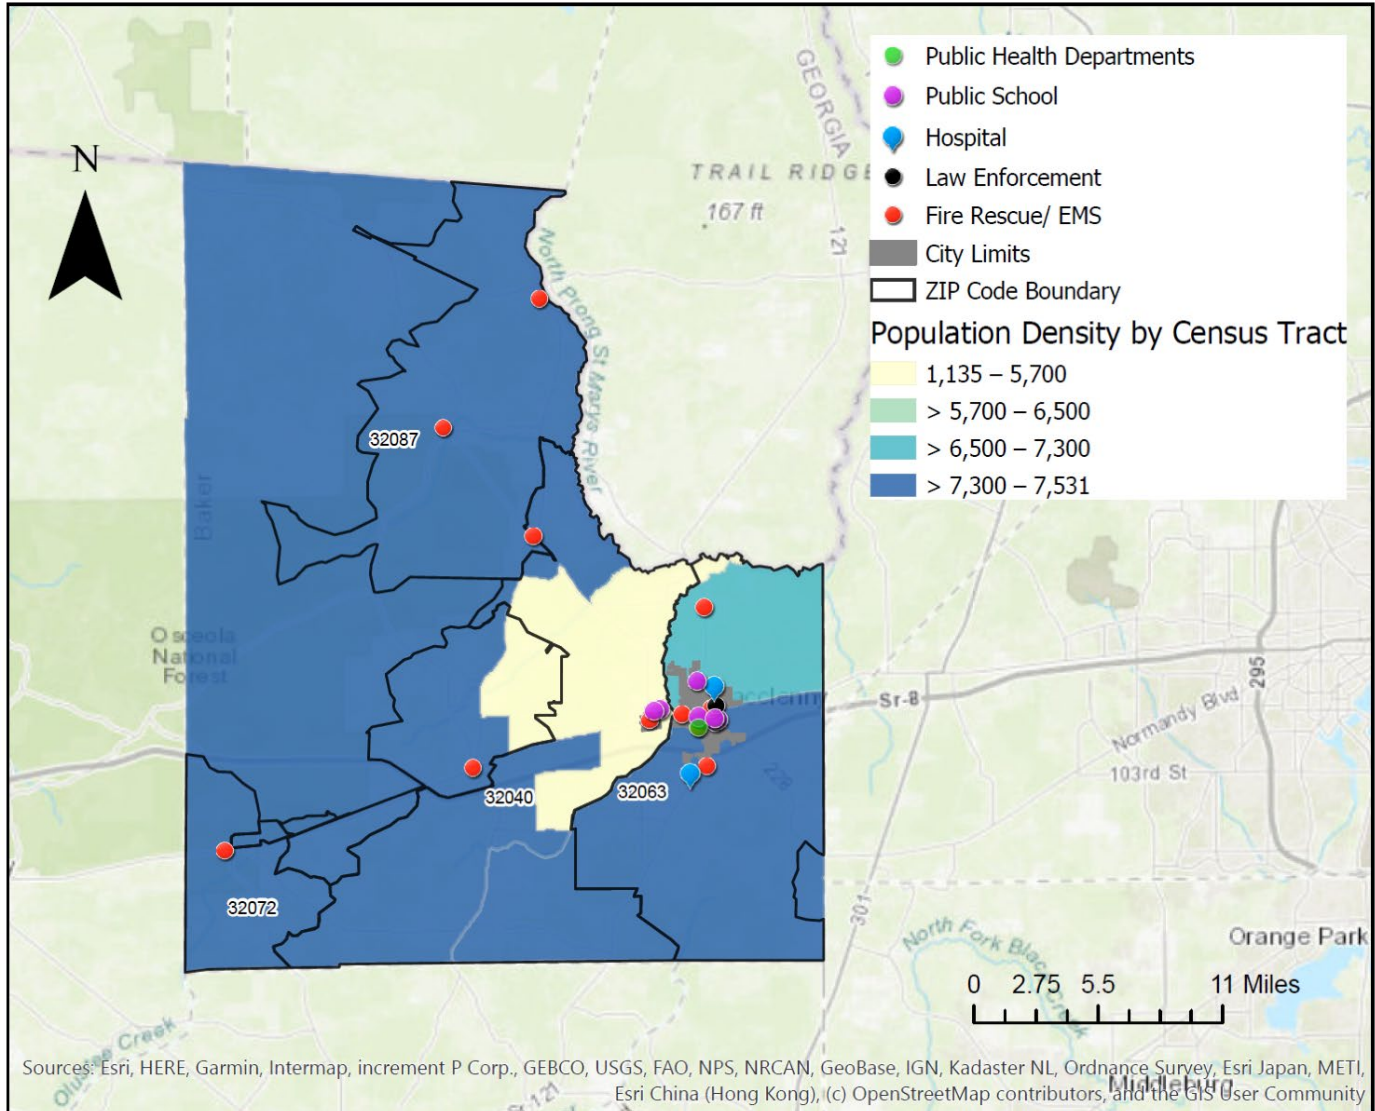 Public Health Departments
Public School
Hospital
Law Enforcement
Fire Rescue/ EMS
City Limits
ZIP Code Boundary
Population Density by Census Tract
1,135 – 5,700
> 5,700 – 6,500
> 6,500 – 7,300
> 7,300 – 7,531
N
GEORGIA
TRAIL RIDGE
167 ft
121
North Prong St Marys River
32087
Baker
Osceola
National
Forest
Sr-8
295
Normandy Blvd
103rd St
228
32040
32063
32072
301
North Fork Black Creek
Orange Park
0 2.75 5.5 11 Miles
Olustee Creek
121
Middleburg
Sources: Esri, HERE, Garmin, Intermap, increment P Corp., GEBCO, USGS, FAO, NPS, NRCAN, GeoBase, IGN, Kadaster NL, Ordnance Survey, Esri Japan, METI,
Esri China (Hong Kong), (c) OpenStreetMap contributors, and the GIS User Community